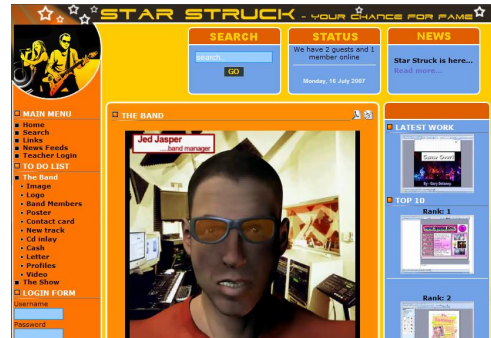 STAR STRUCK - YOUR CHANCE FOR FAME
SEARCH
search...
GO
STATUS
We have 2 guests and 1
member online
Monday, 16 July 2007
NEWS
Star Struck is here...
Read more...
MAIN MENU
Home
Search
Links
News Feeds
Teacher Login
TO DO LIST
The Band
Image
Logo
Band Members
Poster
Contact card
New track
Cd inlay
Cash
Letter
Profiles
Video
The Show
LOGIN FORM
Username
Password
THE BAND
Jed Jasper
....band manager
LATEST WORK
Game Over!
TOP 10
Rank: 1
Rank: 2